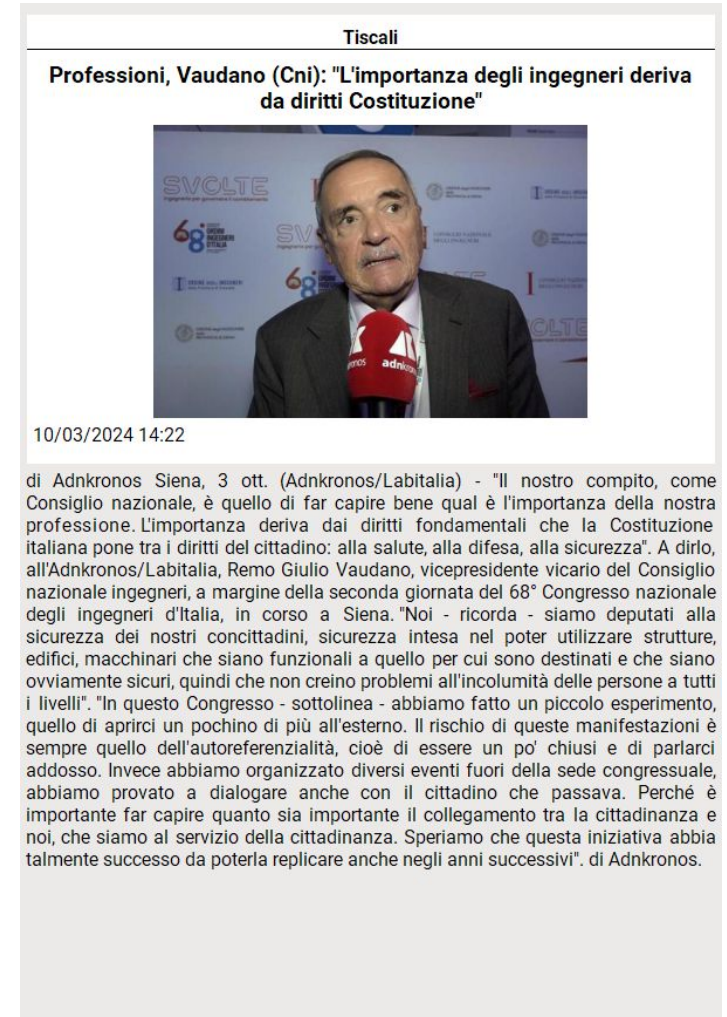 Tiscali
Professioni, Vaudano (Cni): "L'importanza degli ingegneri deriva
da diritti Costituzione"
SVOLTE
68
ORDINI
INGEGNERI
D'ITALIA
SV
68
OLTE
adnkronos
10/03/2024 14:22
di Adnkronos Siena, 3 ott. (Adnkronos/Labitalia) - "Il nostro compito, come
Consiglio nazionale, è quello di far capire bene qual è l'importanza della nostra
professione. L'importanza deriva dai diritti fondamentali che la Costituzione
italiana pone tra i diritti del cittadino: alla salute, alla difesa, alla sicurezza". A dirlo,
all'Adnkronos/Labitalia, Remo Giulio Vaudano, vicepresidente vicario del Consiglio
nazionale ingegneri, a margine della seconda giornata del 68° Congresso nazionale
degli ingegneri d'Italia, in corso a Siena. "Noi - ricorda - siamo deputati alla
sicurezza dei nostri concittadini, sicurezza intesa nel poter utilizzare strutture,
edifici, macchinari che siano funzionali a quello per cui sono destinati e che siano
ovviamente sicuri, quindi che non creino problemi all'incolumità delle persone a tutti
i livelli". "In questo Congresso - sottolinea - abbiamo fatto un piccolo esperimento,
quello di aprirci un pochino di più all'esterno. Il rischio di queste manifestazioni è
sempre quello dell'autoreferenzialità, cioè di essere un po' chiusi e di parlarci
addosso. Invece abbiamo organizzato diversi eventi fuori della sede congressuale,
abbiamo provato a dialogare anche con il cittadino che passava. Perché è
importante far capire quanto sia importante il collegamento tra la cittadinanza e
noi, che siamo al servizio della cittadinanza. Speriamo che questa iniziativa abbia
talmente successo da poterla replicare anche negli anni successivi". di Adnkronos.